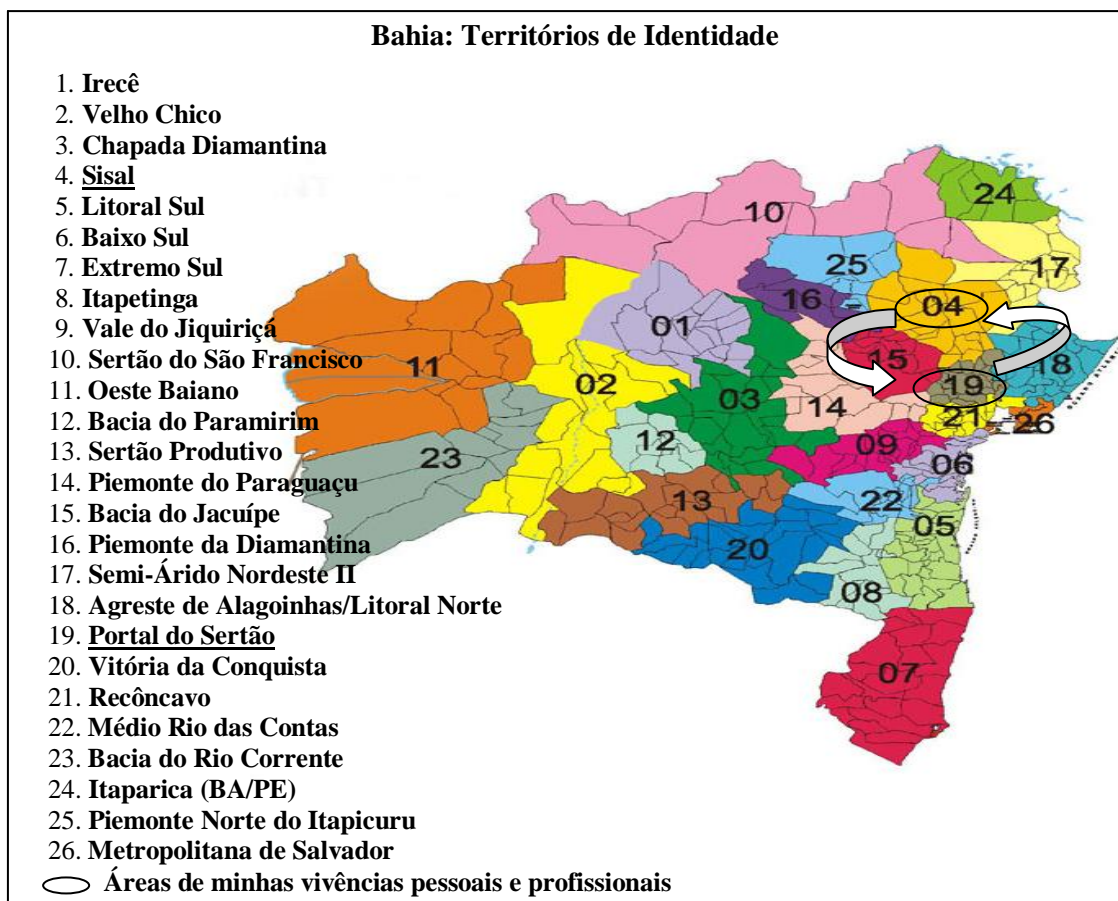 Bahia: Territórios de Identidade
1. Irecê
2. Velho Chico
3. Chapada Diamantina
4. Sisal
5. Litoral Sul
6. Baixo Sul
7. Extremo Sul
8. Itapetinga
9. Vale do Jiquiriçá
10. Sertão do São Francisco
11. Oeste Baiano
12. Bacia do Paramirim
13. Sertão Produtivo
14. Piemonte do Paraguaçu
15. Bacia do Jacuípe
16. Piemonte da Diamantina
17. Semi-Árido Nordeste II
18. Agreste de Alagoinhas/Litoral Norte
19. Portal do Sertão
20. Vitória da Conquista
21. Recôncavo
22. Médio Rio das Contas
23. Bacia do Rio Corrente
24. Itaparica (BA/PE)
25. Piemonte Norte do Itapicuru
26. Metropolitana de Salvador
Áreas de minhas vivências pessoais e profissionais
24
10
17
25
16
04
01
15
18
11
02
03
19
14
21
26
12
09
23
06
13
22
05
20
08
07